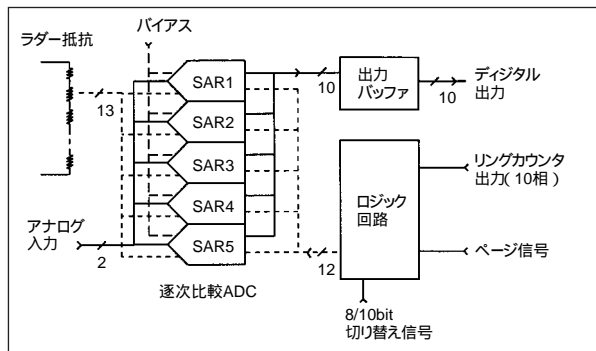 バイアス
ラダー抵抗
13
SAR1
SAR2
SAR3
SAR4
SAR5
アナログ
入力
2
逐次比較ADC
10
出力
バッファ
10
ディジタル
出力
ロジック
回路
12
リングカウンタ
出力(10相)
ページ信号
8/10bit
切り替え信号